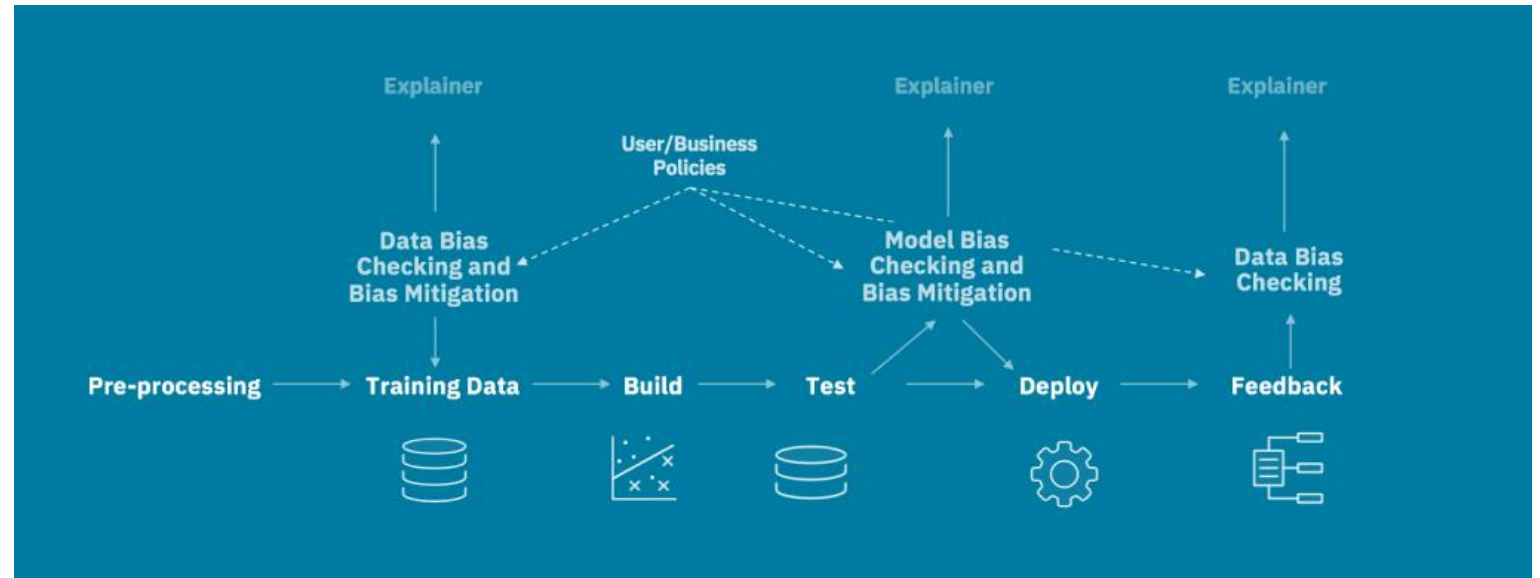 Explainer
Explainer
Explainer
User/Business
Policies
Data Bias
Checking and
Bias Mitigation
Model Bias
Checking and
Bias Mitigation
Data Bias
Checking
Pre-processing
Training Data
Build
Test
Deploy
Feedback